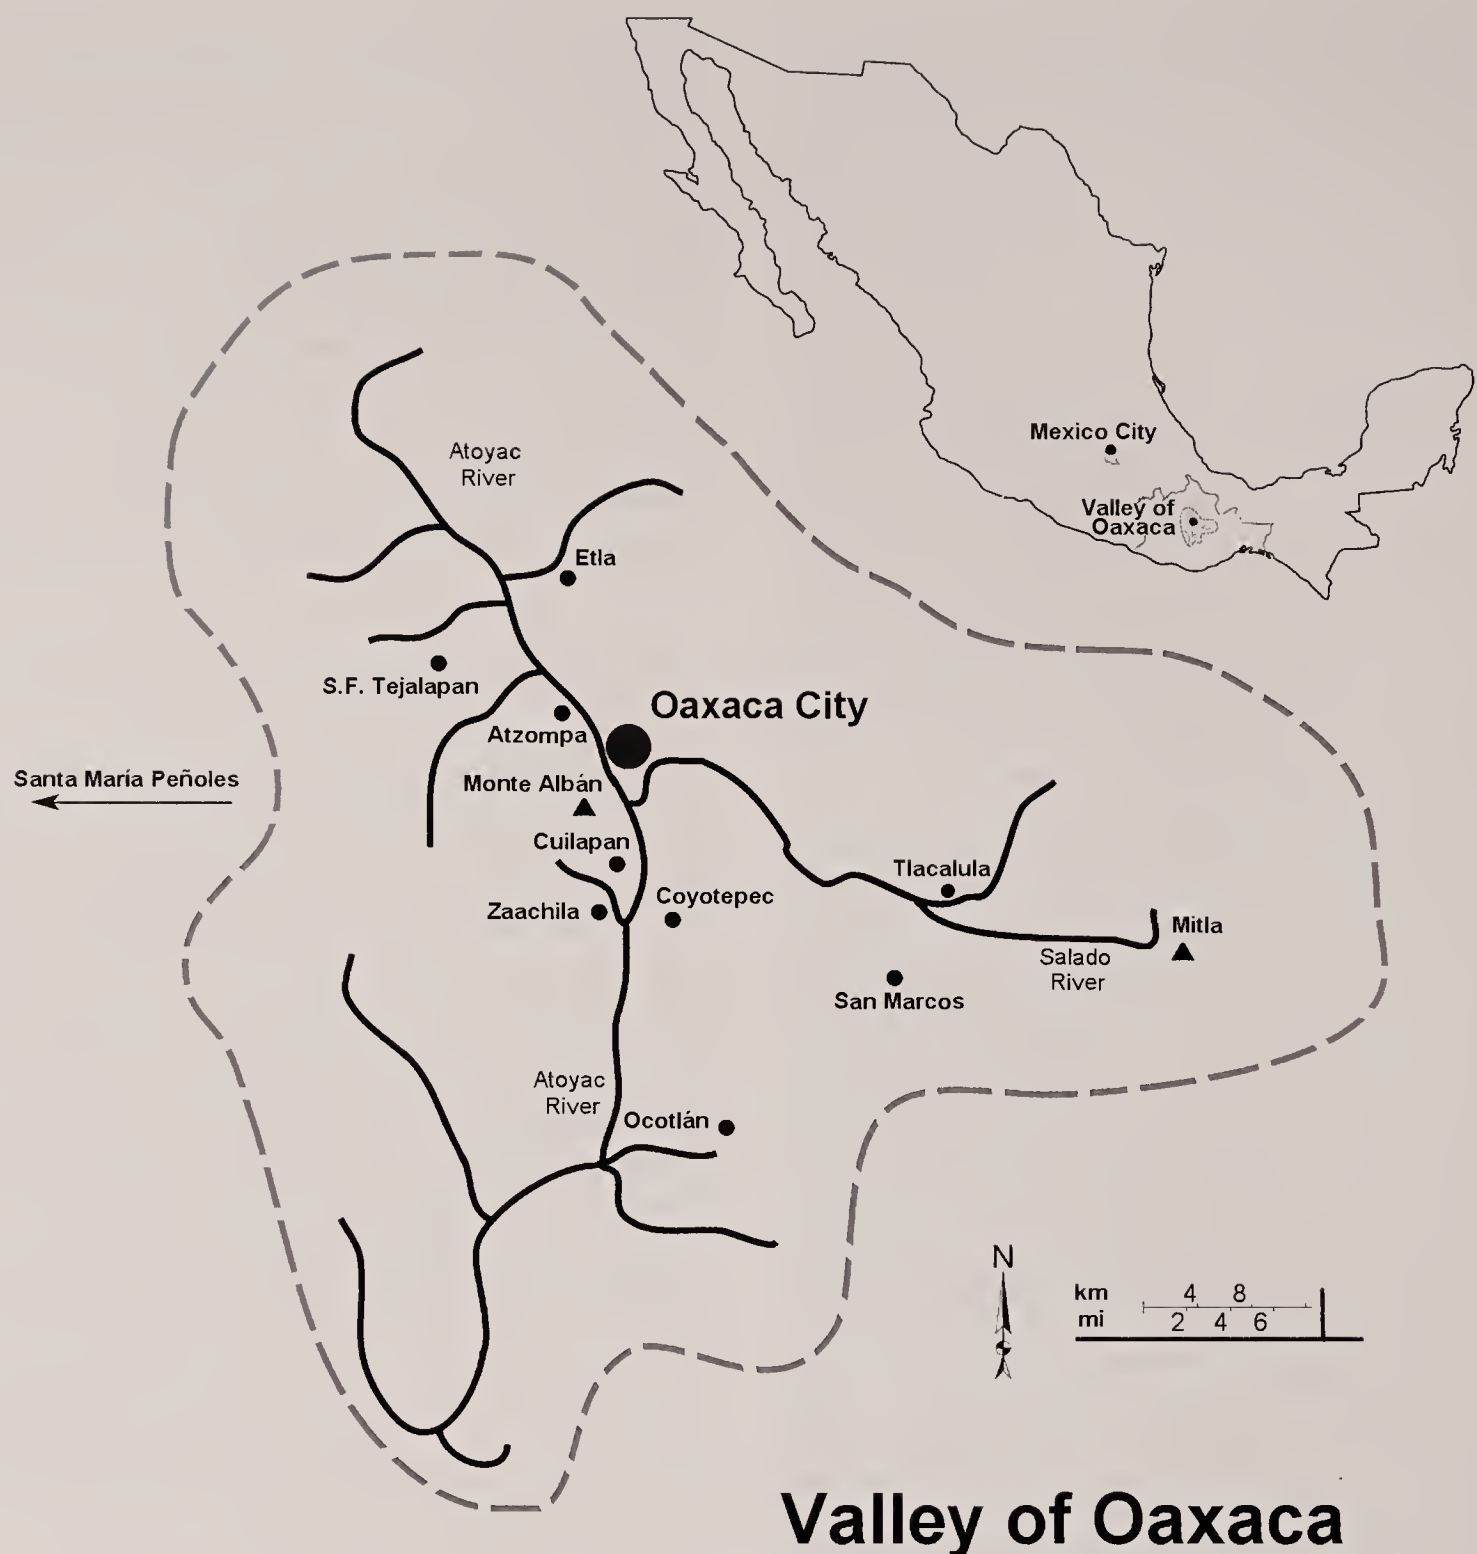 Mexico City
Valley of
Oaxaca
Atoyac
River
Etla
S.F. Tejalapan
Oaxaca City
Atzompa
Santa María Peñoles
Monte Albán
Cuilapan
Tlacalula
Zaachila
Coyotepec
Mitla
Salado
River
San Marcos
Atoyac
River
Ocotlán
N
km 4 8
mi 2 4 6
Valley of Oaxaca